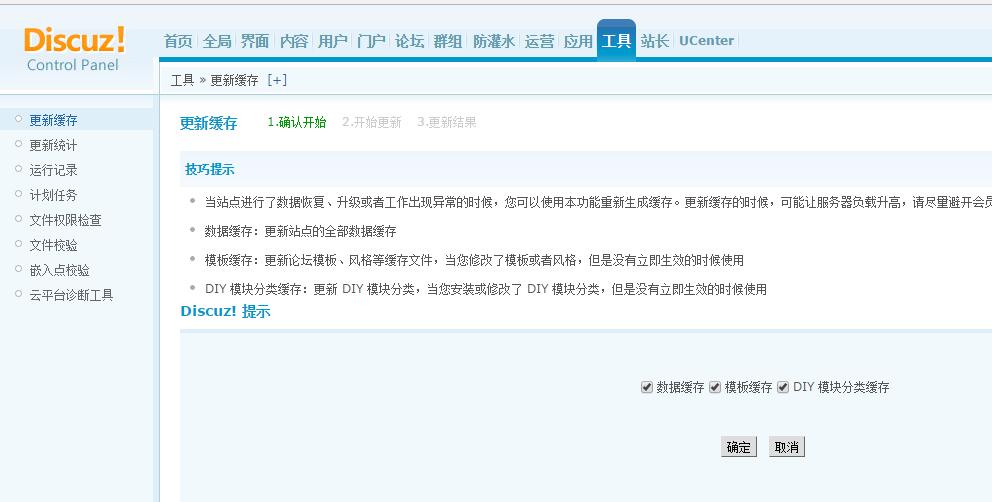 Discuz!
Control Panel
首页 全局 界面 内容 用户 门户 论坛 群组 防灌水 运营 应用 工具 站长 UCenter
工具 » 更新缓存 [+]
更新缓存
更新统计
运行记录
计划任务
文件权限检查
文件校验
嵌入点校验
云平台诊断工具
更新缓存 1.确认开始 2.开始更新 3.更新结果
技巧提示
当站点进行了数据恢复、升级或者工作出现异常的时候，您可以使用本功能重新生成缓存。更新缓存的时候，可能让服务器负载升高，请尽量避开会员
数据缓存：更新站点的全部数据缓存
模板缓存：更新论坛模板、风格等缓存文件，当您修改了模板或者风格，但是没有立即生效的时候使用
DIY 模块分类缓存：更新 DIY 模块分类，当您安装或修改了 DIY 模块分类，但是没有立即生效的时候使用
Discuz! 提示
数据缓存 模板缓存 DIY 模块分类缓存
确定 取消